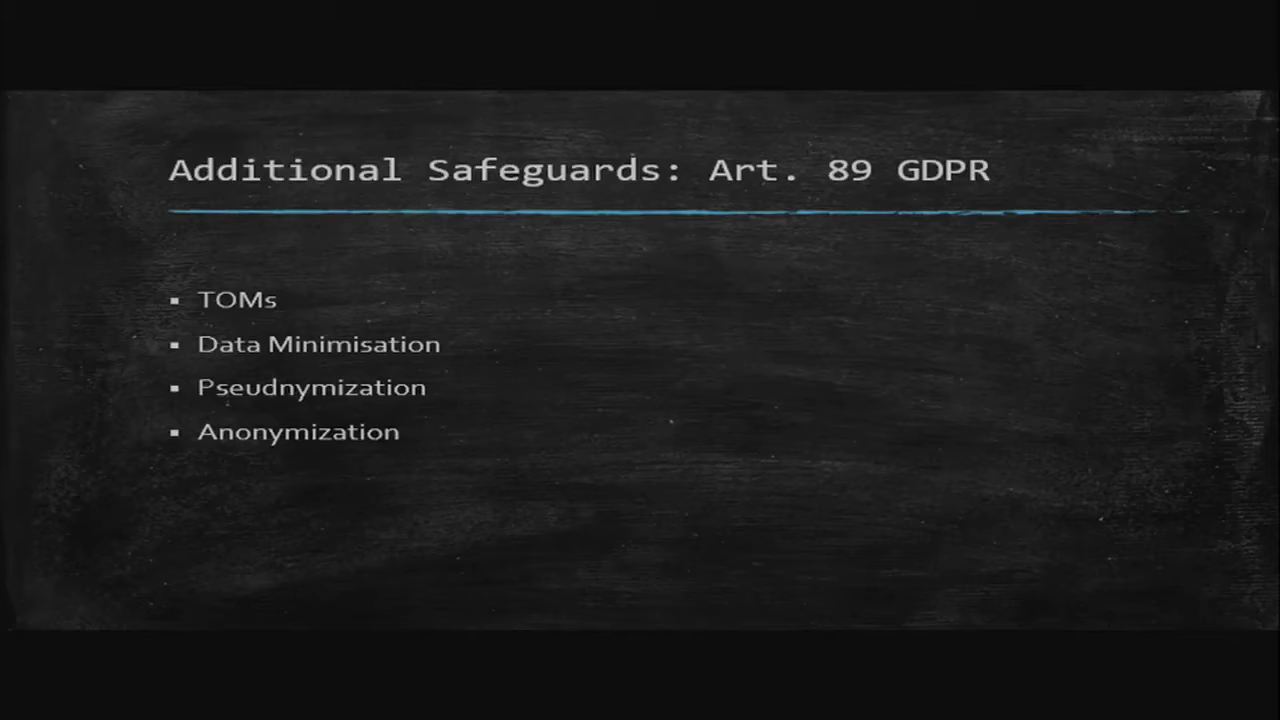 Additional Safeguards: Art. 89 GDPR
▪ TOMs
▪ Data Minimisation
▪ Pseudnymization
▪ Anonymization